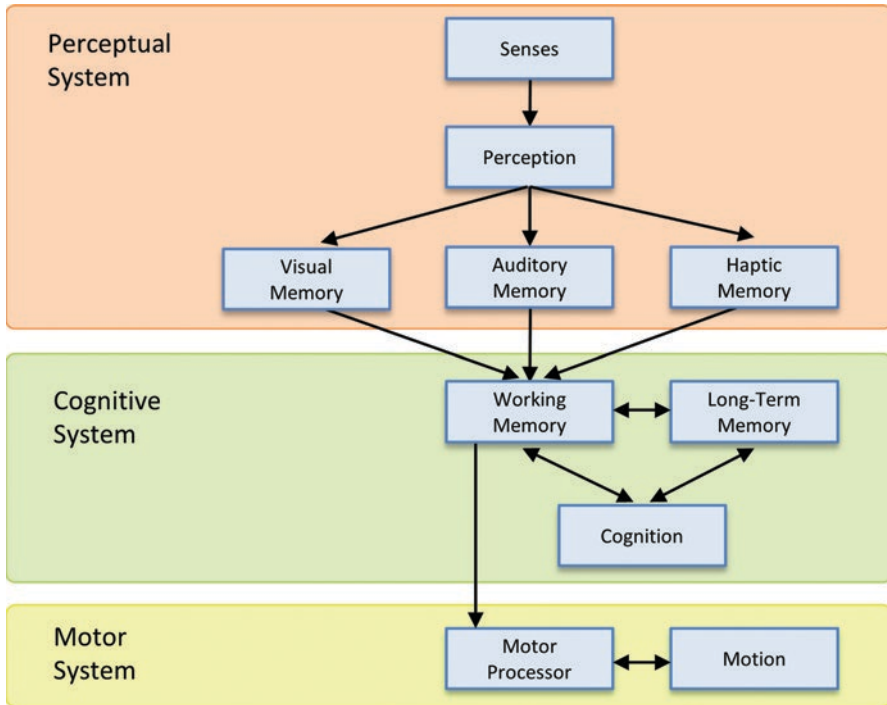 Perceptual
System
Senses
Perception
Visual
Memory
Auditory
Memory
Haptic
Memory
Cognitive
System
Working
Memory
Long-Term
Memory
Cognition
Motor
System
Motor
Processor
Motion